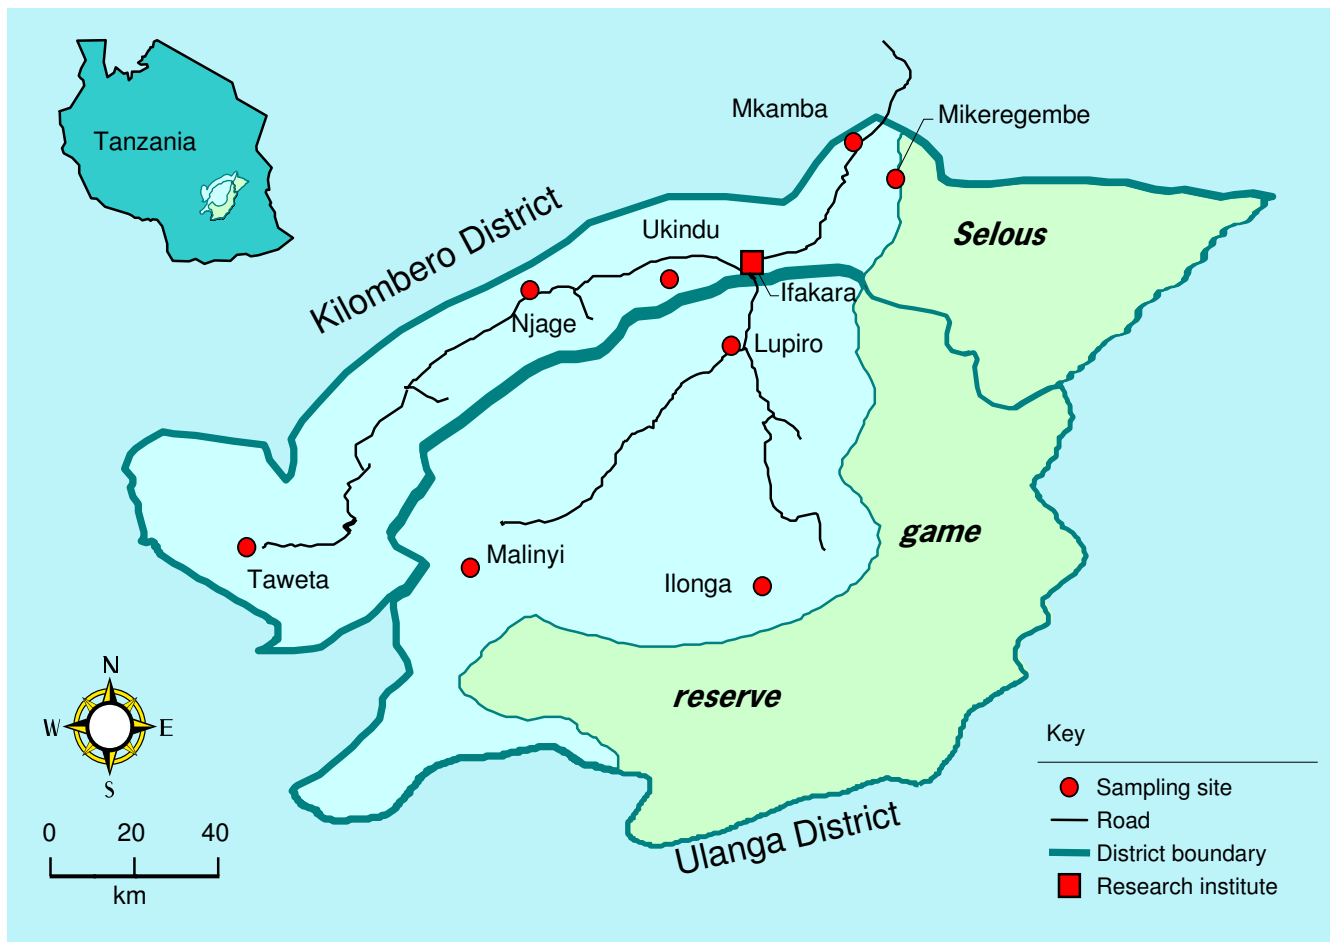 Tanzania
Mkamba
Mikeregembe
Kilombero District
Ukindu
Selous
Ifakara
Njage
Lupiro
game
Malinyi
Taweta
Ilonga
reserve
N
W E
S
0 20 40
km
Ulanga District
Key
Sampling site
Road
District boundary
Research institute